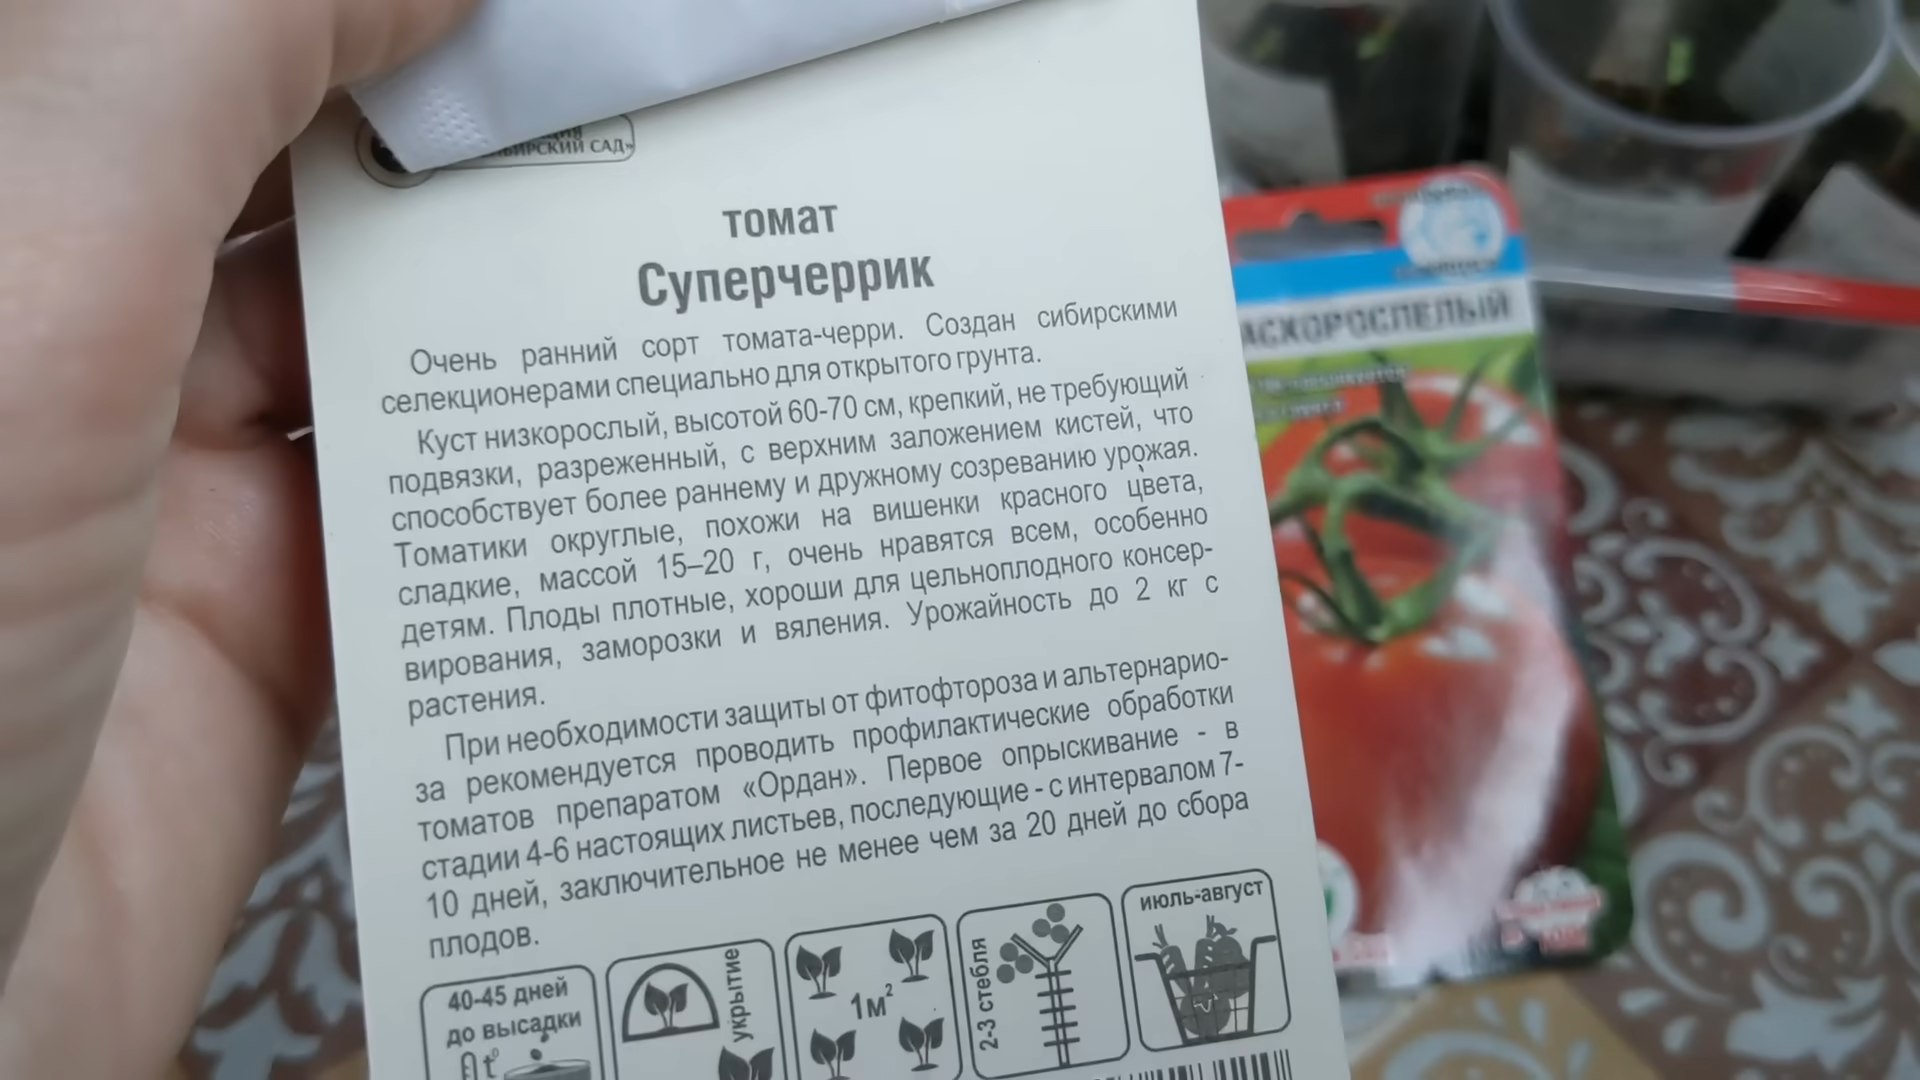 БИРСКИЙ САД»
томат
Суперчеррик
Очень ранний сорт томата-черри. Создан сибирскими
селекционерами специально для открытого грунта.
Куст низкорослый, высотой 60-70 см, крепкий, не требующий
подвязки, разреженный, с верхним заложением кистей, что
способствует более раннему и дружному созреванию урожая.
Томатики округлые, похожи на вишенки красного цвета,
сладкие, массой 15–20 г, очень нравятся всем, особенно
детям. Плоды плотные, хороши для цельноплодного консер-
вирования, заморозки и вяления. Урожайность до 2 кг с
растения.
При необходимости защиты от фитофтороза и альтернарио-
за рекомендуется проводить профилактические обработки
томатов препаратом «Ордан». Первое опрыскивание - в
стадии 4-6 настоящих листьев, последующие - с интервалом 7-
10 дней, заключительное не менее чем за 20 дней до сбора
плодов.
40-45 дней
до высадки
t°
укрытие
1м²
2-3 стебля
июль-август
АСКОРОСПЕЛЫЙ